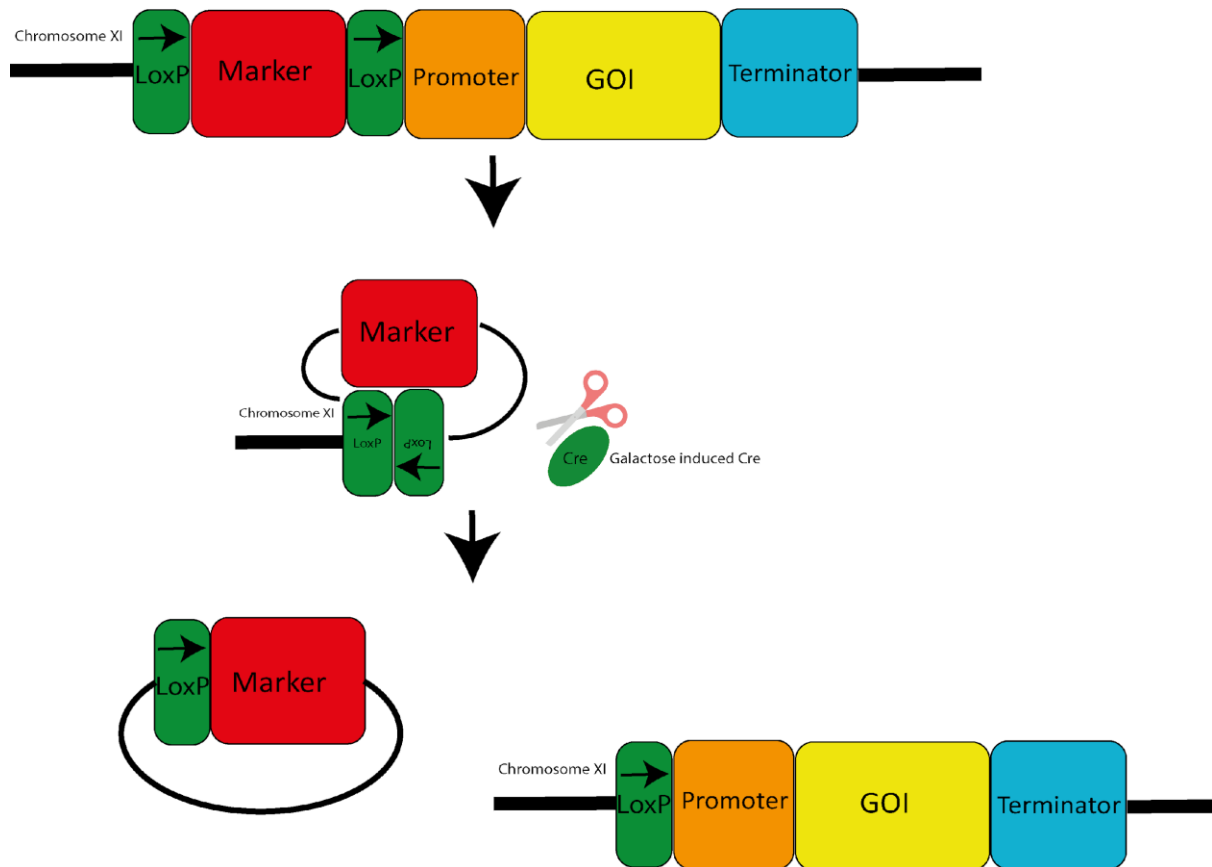 Chromosome XI
LoxP
Marker
LoxP
Promoter
GOI
Terminator
Marker
Chromosome XI
LoxP
LoxP
Cre
Galactose induced Cre
LoxP
Marker
Chromosome XI
LoxP
Promoter
GOI
Terminator